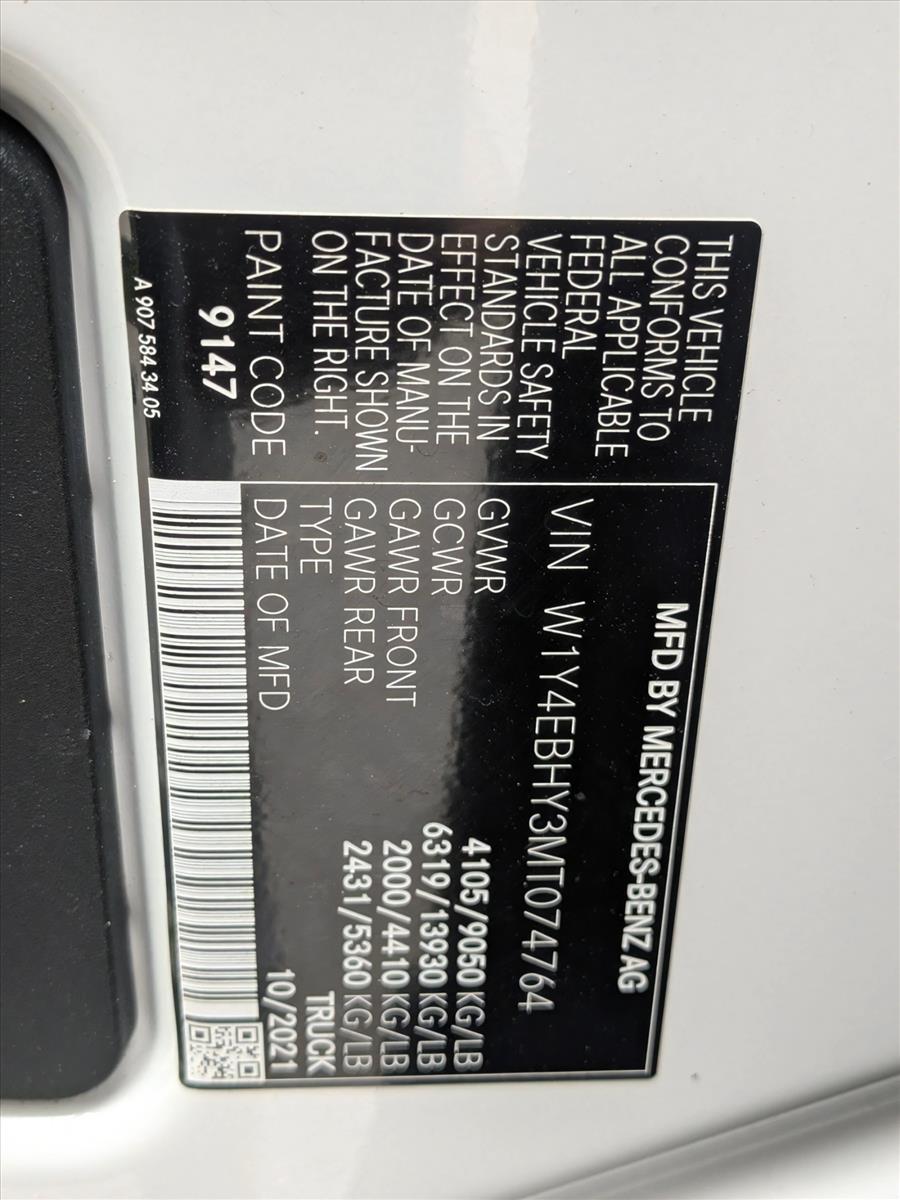 MFD BY MERCEDES-BENZ AG
THIS VEHICLE
CONFORMS TO
ALL APPLICABLE
FEDERAL
VEHICLE SAFETY
STANDARDS IN
EFFECT ON THE
DATE OF MANU-
FACTURE SHOWN
ON THE RIGHT.
PAINT CODE
9147
A 907 584 34 05
VIN W1Y4EBHY3MT074764
GVWR 4105/9050 KG/LB
GCWR 6319/13930 KG/LB
GAWR FRONT 2000/4410 KG/LB
GAWR REAR 2431/5360 KG/LB
TYPE TRUCK
DATE OF MFD 10/2021